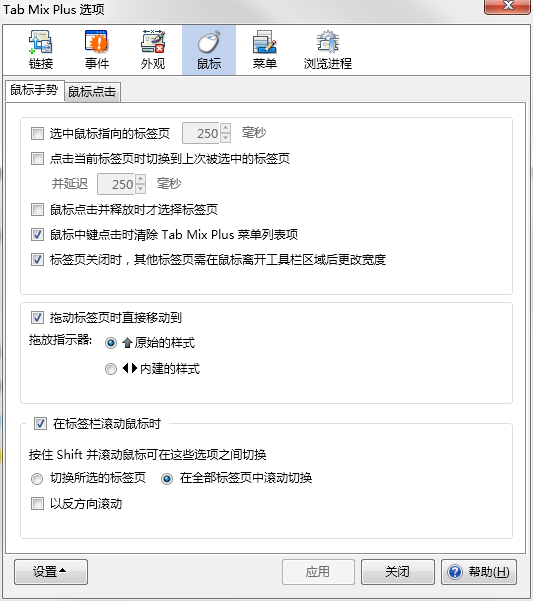 Tab Mix Plus 选项
链接 事件 外观 鼠标 菜单 浏览进程
鼠标手势 鼠标点击
选中鼠标指向的标签页 250 毫秒
点击当前标签页时切换到上次被选中的标签页
并延迟 250 毫秒
鼠标点击并释放时才选择标签页
鼠标中键点击时清除 Tab Mix Plus 菜单列表项
标签页关闭时，其他标签页需在鼠标离开工具栏区域后更改宽度
拖动标签页时直接移动到
拖放指示器: 原始的样式
内建的样式
在标签栏滚动鼠标时
按住 Shift 并滚动鼠标可在这些选项之间切换
切换所选的标签页 在全部标签页中滚动切换
以反方向滚动
设置 应用 关闭 帮助(H)